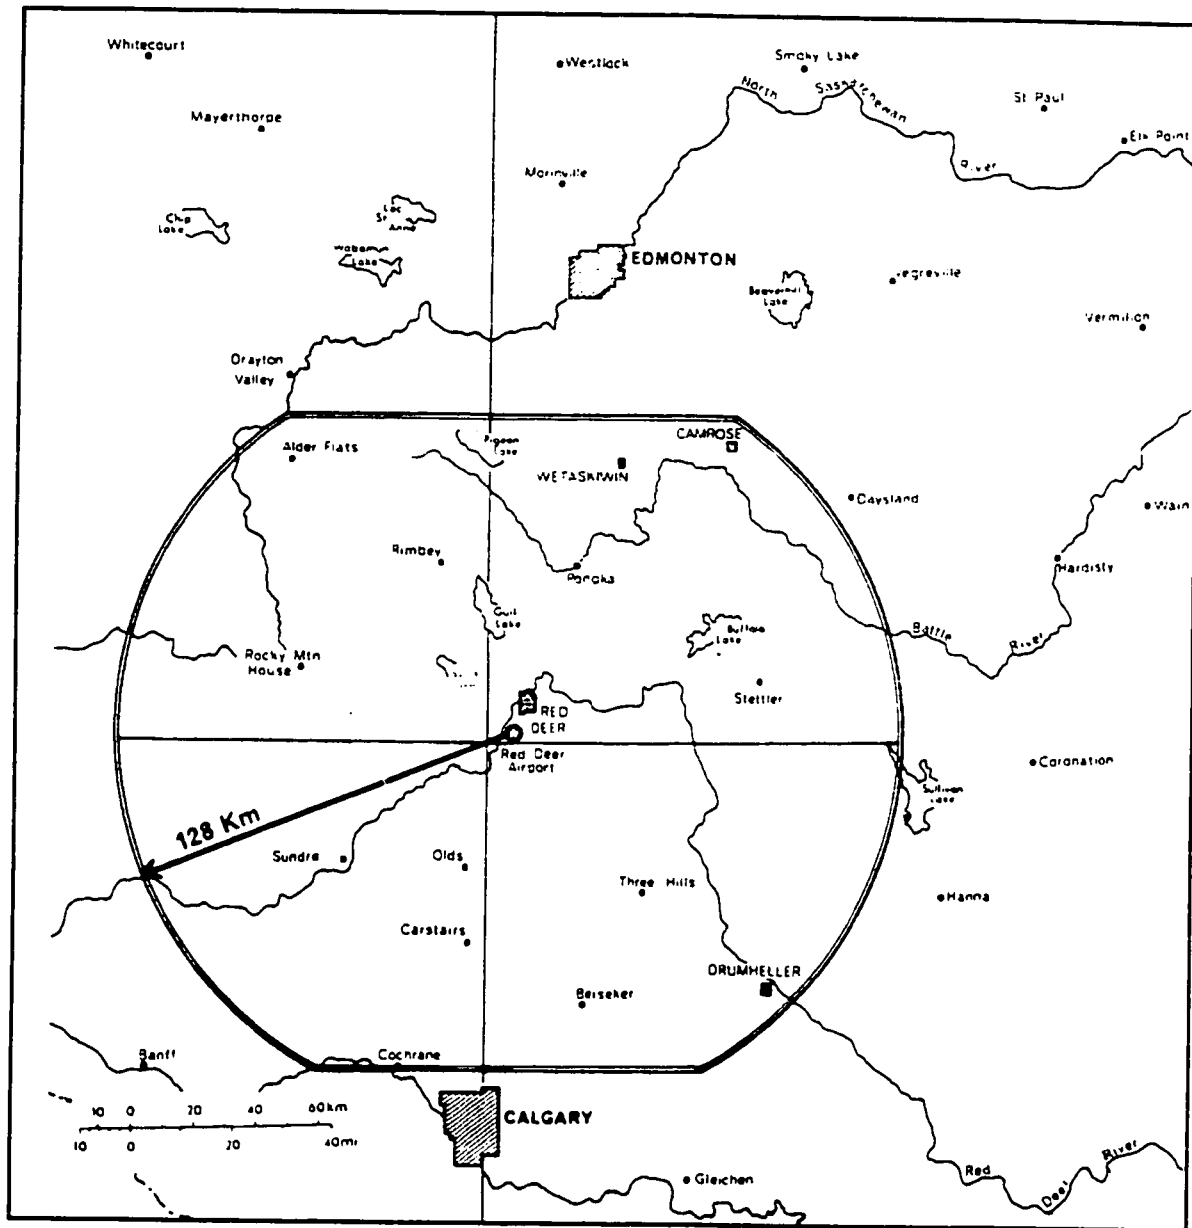 Whitecourt
Westlock
Smoky Lake
North Saskatchewan
River
St Paul
Mayerthorpe
Elk Point
Morinville
Chip
Lake
Lac
St
Anne
Wabamun
Lake
EDMONTON
Beaverhill
Lake
Vegreville
Vermilion
Drayton
Valley
Alder Flats
Pigeon
Lake
CAMROSE
WETASKIWIN
Daysland
Wain
Rimbey
Ponoka
Hardisty
Gull
Lake
Buffalo
Lake
Battle
River
Rocky Mtn
House
Stettler
RED
DEER
Red Deer
Airport
Coronation
Sullivan
Lake
128 Km
Sundre
Olds
Three Hills
Hanna
Carstairs
DRUMHELLER
Beiseker
Banff
Cochrane
10 0 20 40 60km
10 0 20 40mi
CALGARY
Gleichen
Red Deer River